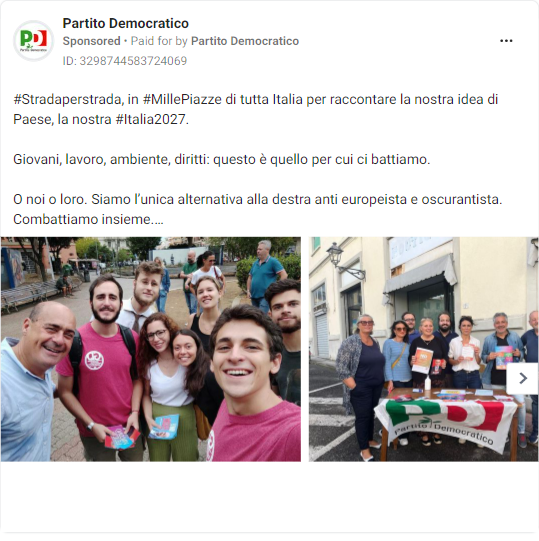 Partito Democratico
Sponsored • Paid for by Partito Democratico
ID: 3298744583724069
#Stradaperstrada, in #MillePiazze di tutta Italia per raccontare la nostra idea di
Paese, la nostra #Italia2027.
Giovani, lavoro, ambiente, diritti: questo è quello per cui ci battiamo.
O noi o loro. Siamo l’unica alternativa alla destra anti europeista e oscurantista.
Combattiamo insieme....
Partito Democratico